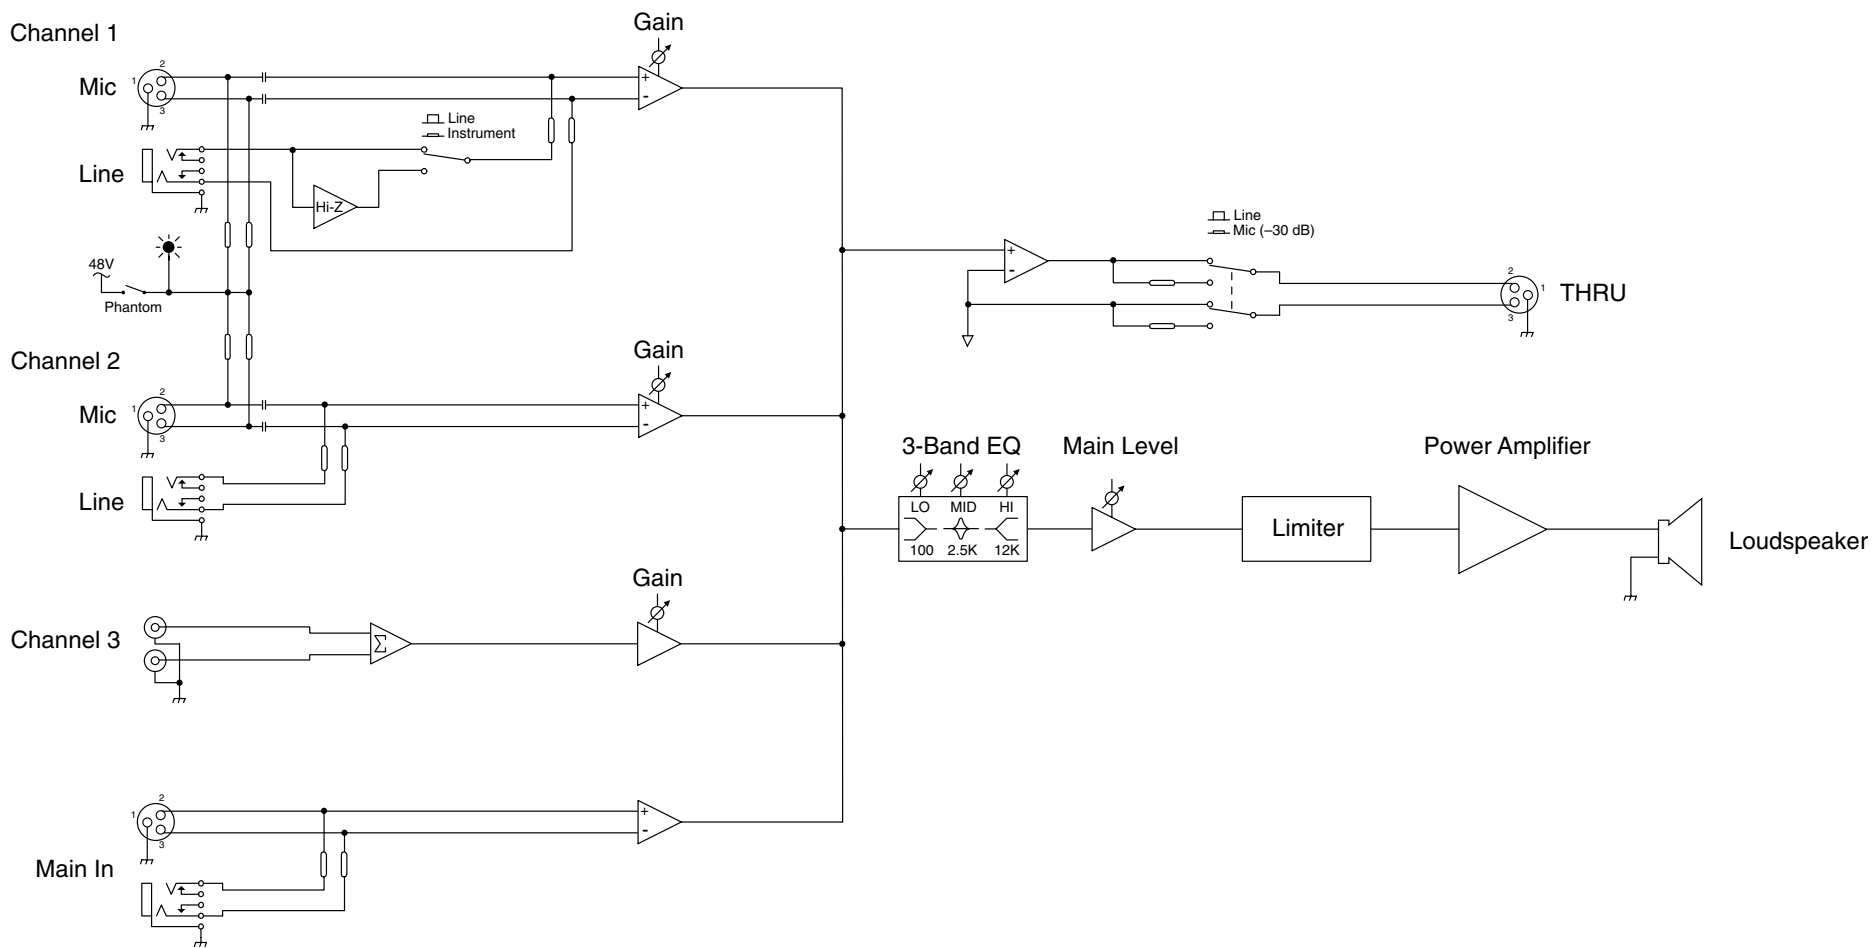 Channel 1
Gain
Mic
1
2
3
+
-
Line
Instrument
Line
Hi-Z
48V
Phantom
Line
Mic (–30 dB)
+
-
2
1
3
THRU
Channel 2
Gain
Mic
1
2
3
+
-
Line
3-Band EQ
LO MID HI
100 2.5K 12K
Main Level
Limiter
Power Amplifier
Loudspeaker
Channel 3
Gain
Σ
1
2
3
+
-
Main In